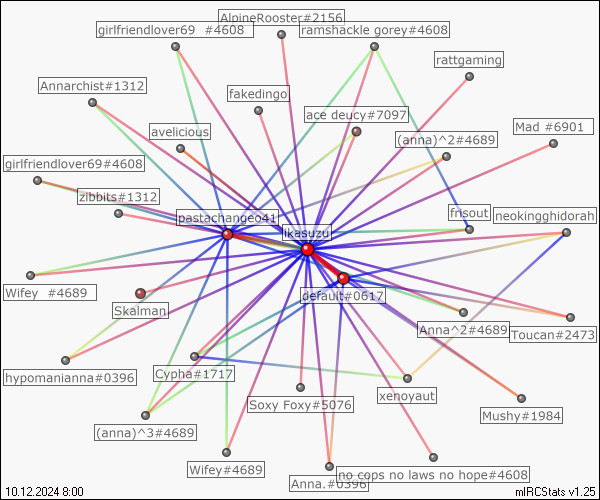 AlpineRooster#2156
girlfriendlover69 #4608
ramshackle gorey#4608
rattgaming
Annarchist#1312
fakedingo
ace deucy#7097
avelicious
(anna)^2#4689
Mad #6901
girlfriendlover69#4608
zibbits#1312
pastachangeo41
likasuzu
frisout
neokingghidorah
Wifey #4689
Skalman
default#0617
Anna^2#4689
Toucan#2473
hypomanianna#0396
Cypha#1717
xenoyaut
Soxy Foxy#5076
Mushy#1984
(anna)^3#4689
Wifey#4689
Anna.#0396
no cops no laws no hope#4608
10.12.2024 8:00
mIRCStats v1.25